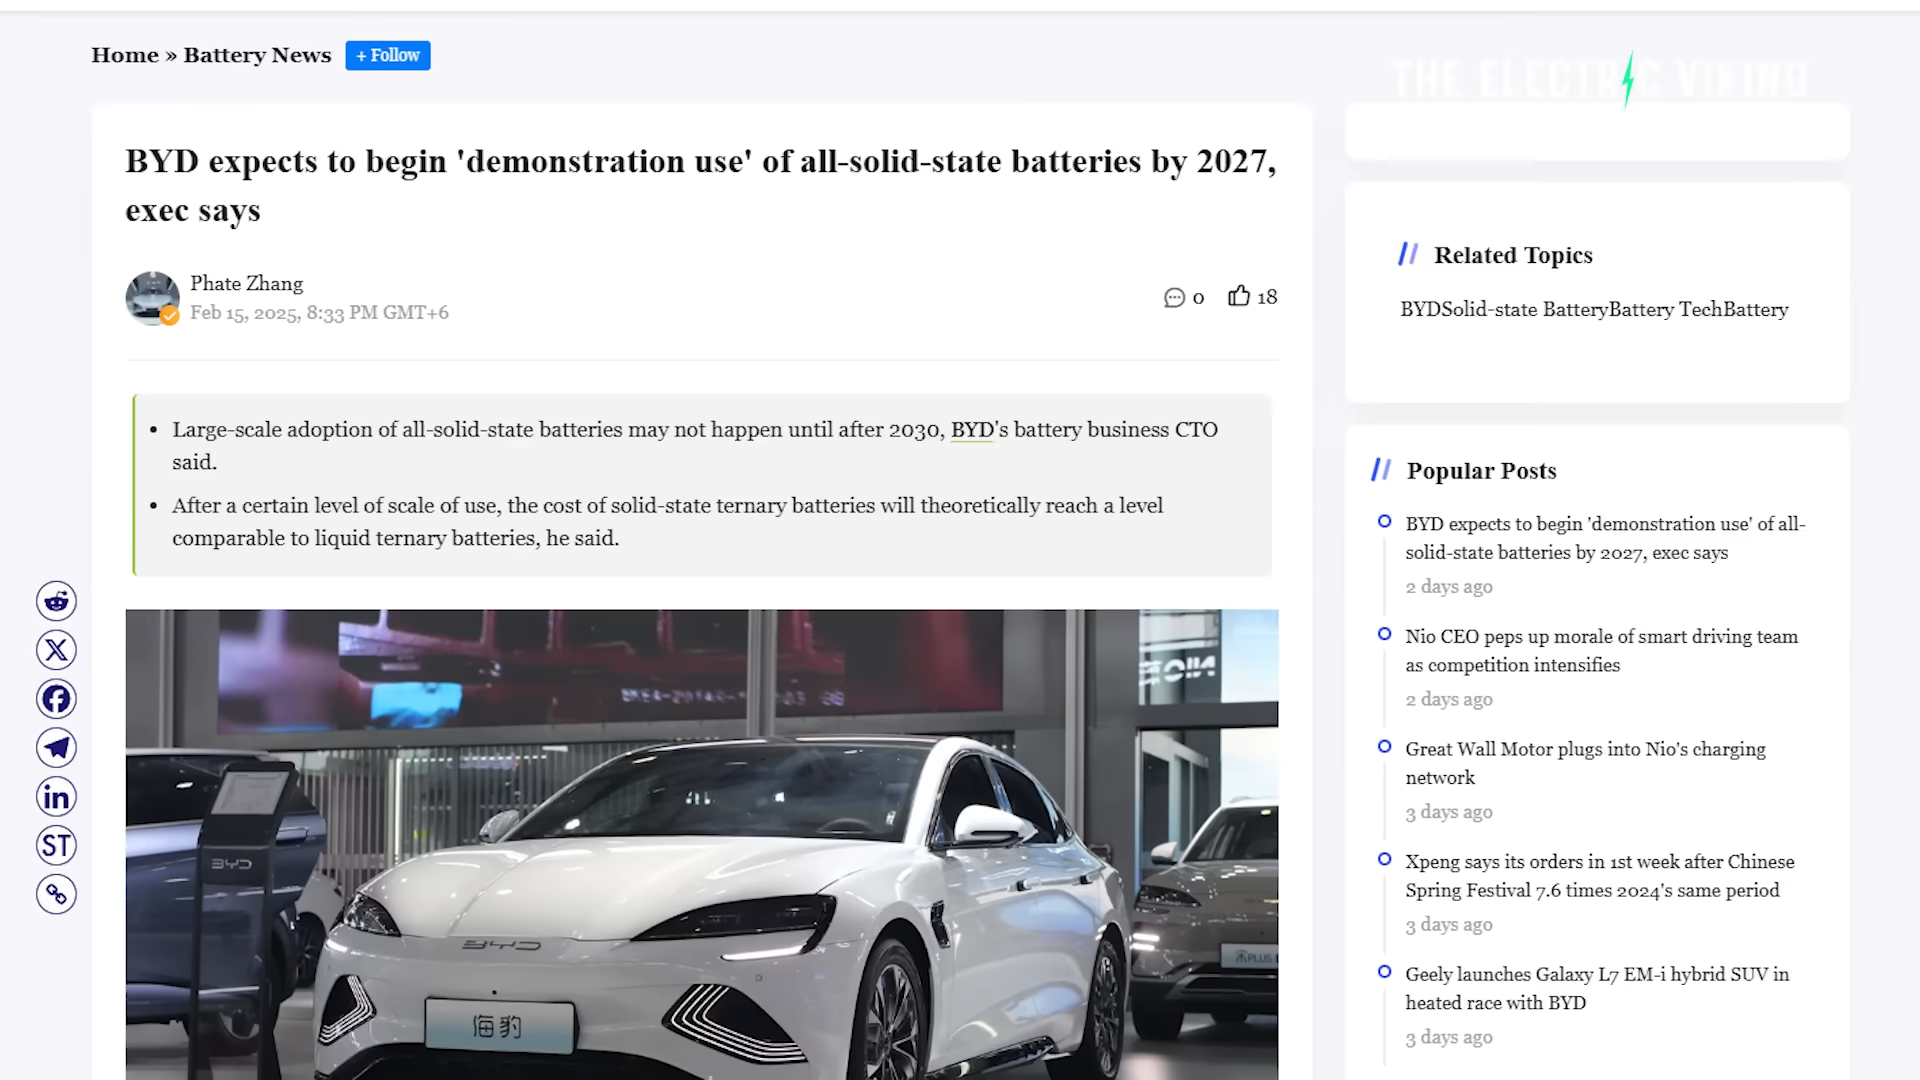 Home » Battery News + Follow
THE ELECTRIC VIKING
BYD expects to begin 'demonstration use' of all-solid-state batteries by 2027,
exec says
Phate Zhang
Feb 15, 2025, 8:33 PM GMT+6
0 18
Large-scale adoption of all-solid-state batteries may not happen until after 2030, BYD's battery business CTO
said.
After a certain level of scale of use, the cost of solid-state ternary batteries will theoretically reach a level
comparable to liquid ternary batteries, he said.
ST
BYD
BYD
海豹
PLUS
Related Topics
BYDSolid-state BatteryBattery TechBattery
Popular Posts
BYD expects to begin 'demonstration use' of all-
solid-state batteries by 2027, exec says
2 days ago
Nio CEO peps up morale of smart driving team
as competition intensifies
2 days ago
Great Wall Motor plugs into Nio's charging
network
3 days ago
Xpeng says its orders in 1st week after Chinese
Spring Festival 7.6 times 2024's same period
3 days ago
Geely launches Galaxy L7 EM-i hybrid SUV in
heated race with BYD
3 days ago